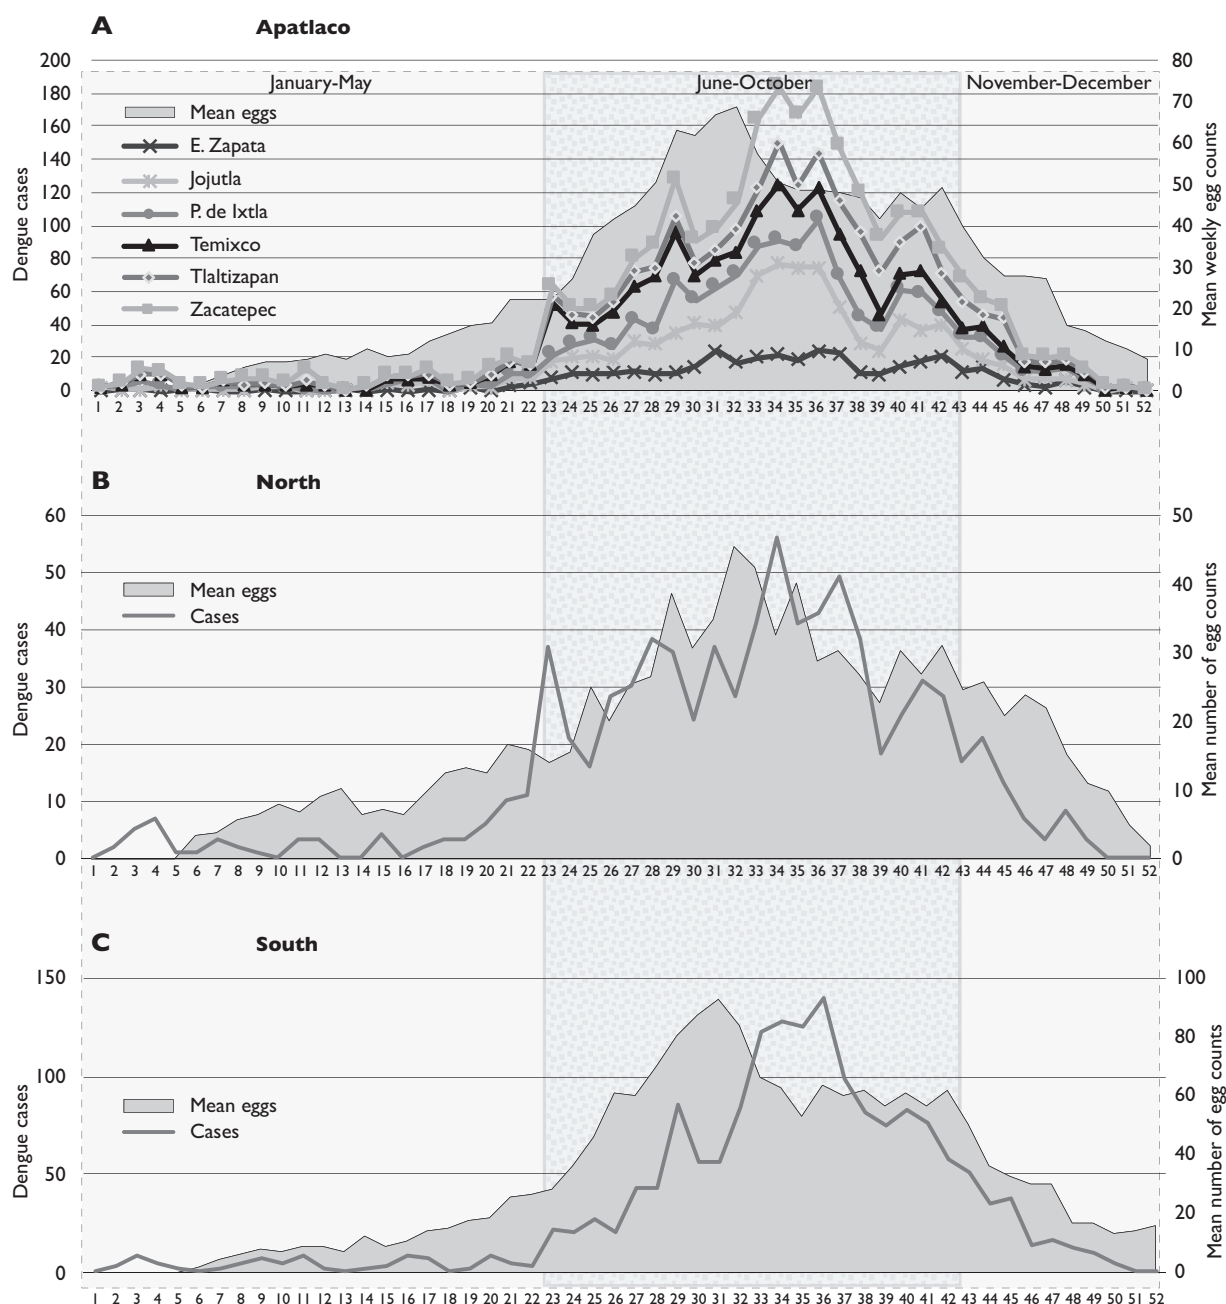 A Apatlaco
200 80
January-May June-October November-December
180
70
Mean eggs
160
E. Zapata
60
140
Jojutla
120
50
P. de Ixtla
100
40
Temixco
80
30
Tlaltizapan
60
Zacatepec
20
40
20
10
0 0
Dengue cases
Mean weekly egg counts
1 2 3 4 5 6 7 8 9 10 11 12 13 14 15 16 17 18 19 20 21 22 23 24 25 26 27 28 29 30 31 32 33 34 35 36 37 38 39 40 41 42 43 44 45 46 47 48 49 50 51 52
B North
60 50
50
40
Mean eggs
Cases
40
30
30
20
20
10
10
0 0
Dengue cases
Mean number of egg counts
1 2 3 4 5 6 7 8 9 10 11 12 13 14 15 16 17 18 19 20 21 22 23 24 25 26 27 28 29 30 31 32 33 34 35 36 37 38 39 40 41 42 43 44 45 46 47 48 49 50 51 52
C South
150 100
80
100
60
Mean eggs
Cases
50
40
20
0 0
Dengue cases
Mean number of egg counts
1 2 3 4 5 6 7 8 9 10 11 12 13 14 15 16 17 18 19 20 21 22 23 24 25 26 27 28 29 30 31 32 33 34 35 36 37 38 39 40 41 42 43 44 45 46 47 48 49 50 51 52